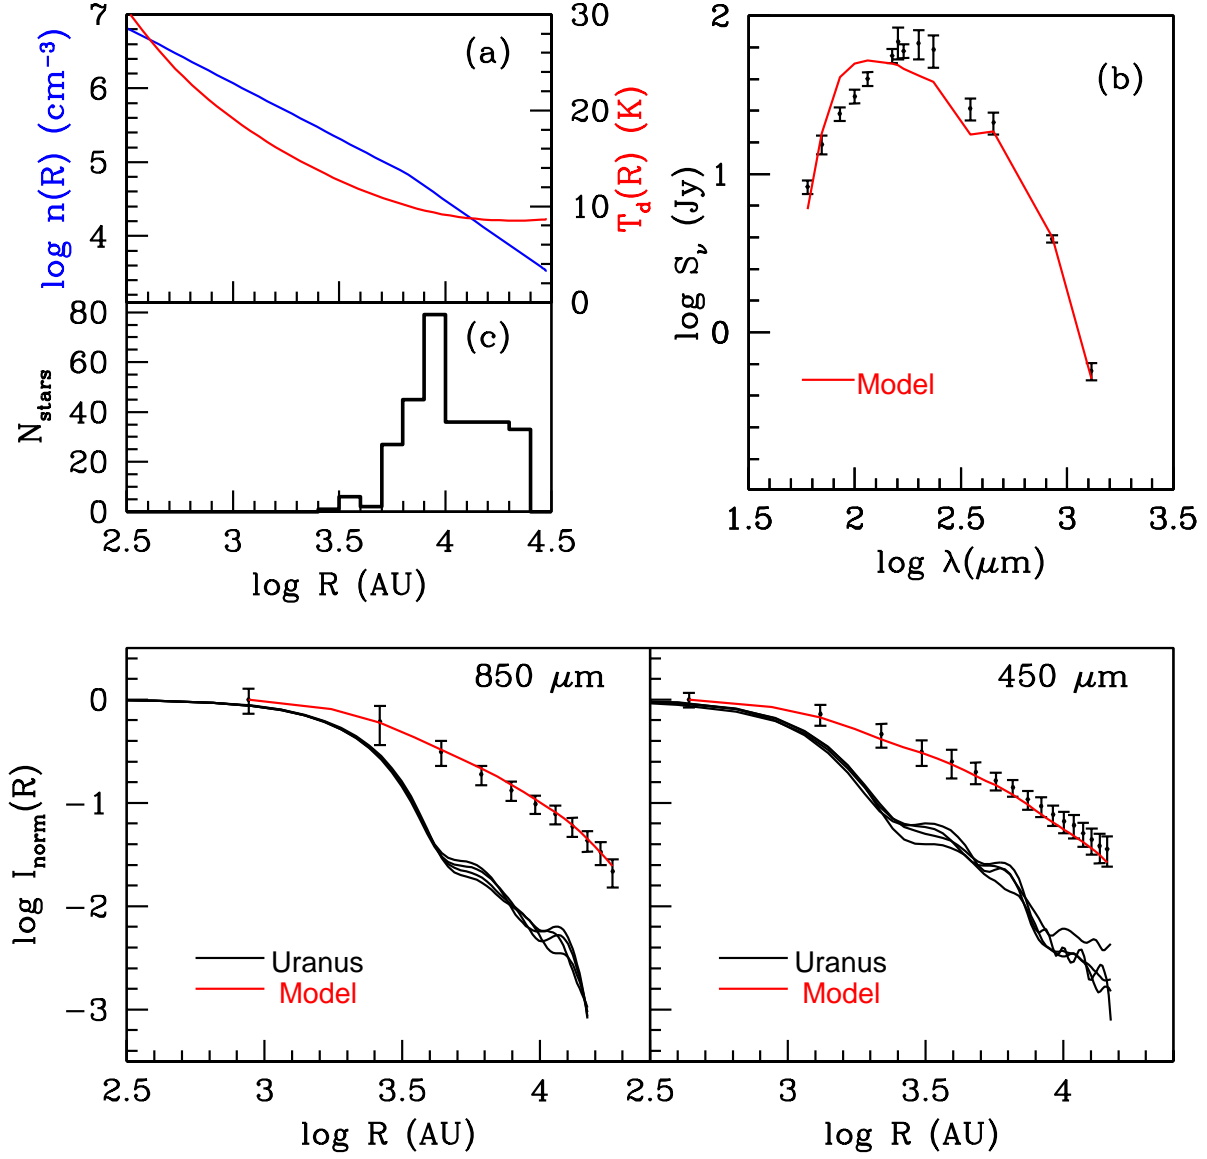 7
6
5
4
log n(R) (cm⁻³)
(a)
30
20
10
0
T_d(R) (K)
80
60
40
20
0
N_stars
(c)
2.5 3 3.5 4 4.5
log R (AU)
2
1
0
log S_ν (Jy)
(b)
Model
1.5 2 2.5 3 3.5
log λ(μm)
0
−1
−2
−3
log I_norm(R)
850 μm
Uranus
Model
2.5 3 3.5 4
log R (AU)
450 μm
Uranus
Model
2.5 3 3.5 4
log R (AU)